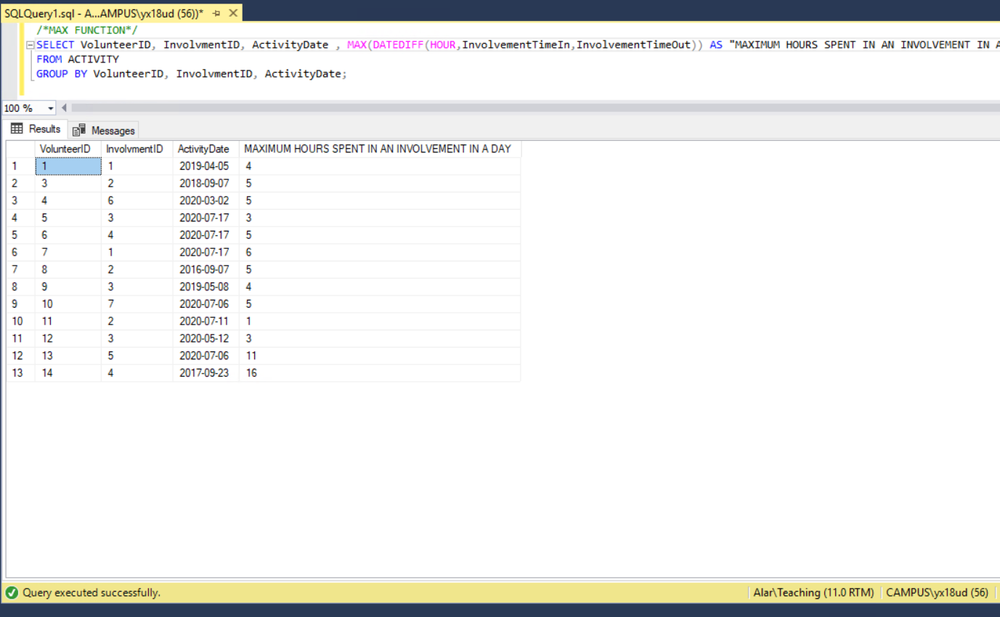 SQLQuery1.sql - A...AMPUS\yx18ud (56))*
/*MAX FUNCTION*/
SELECT VolunteerID, InvolvmentID, ActivityDate , MAX(DATEDIFF(HOUR,InvolvementTimeIn,InvolvementTimeOut)) AS "MAXIMUM HOURS SPENT IN AN INVOLVEMENT IN A
FROM ACTIVITY
GROUP BY VolunteerID, InvolvmentID, ActivityDate;
100 %
Results Messages
VolunteerID InvolvmentID ActivityDate MAXIMUM HOURS SPENT IN AN INVOLVEMENT IN A DAY
1 1 1 2019-04-05 4
2 3 2 2018-09-07 5
3 4 6 2020-03-02 5
4 5 3 2020-07-17 3
5 6 4 2020-07-17 5
6 7 1 2020-07-17 6
7 8 2 2016-09-07 5
8 9 3 2019-05-08 4
9 10 7 2020-07-06 5
10 11 2 2020-07-11 1
11 12 3 2020-05-12 3
12 13 5 2020-07-06 11
13 14 4 2017-09-23 16
Query executed successfully. Alar\Teaching (11.0 RTM) CAMPUS\yx18ud (56)